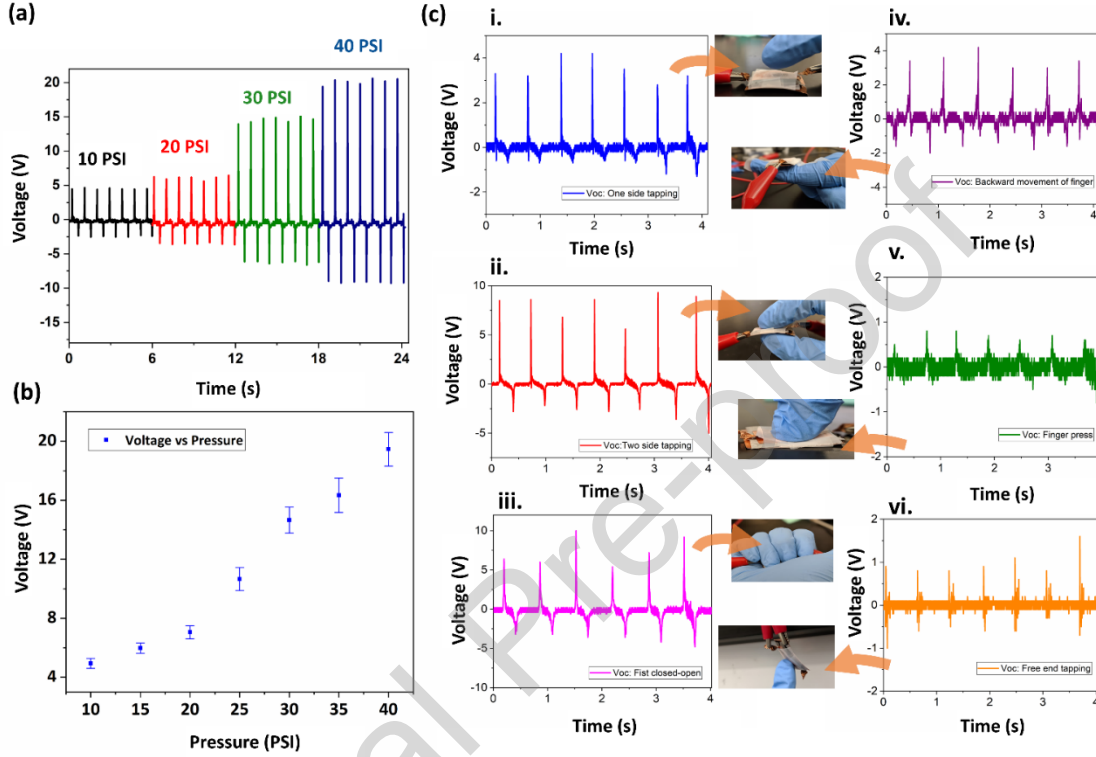 (a)
10 PSI
20 PSI
30 PSI
40 PSI
Voltage (V)
20
15
10
5
0
-5
-10
-15
0 6 12 18 24
Time (s)
(b)
Voltage vs Pressure
Voltage (V)
20
16
12
8
4
10 15 20 25 30 35 40
Pressure (PSI)
(c)
i.
Voltage (V)
4
2
0
-2
Voc: One side tapping
0 1 2 3 4
Time (s)
ii.
Voltage (V)
10
5
0
-5
Voc:Two side tapping
0 1 2 3 4
Time (s)
iii.
Voltage (V)
10
5
0
-5
-10
Voc: Fist closed-open
0 1 2 3 4
Time (s)
iv.
Voltage (V)
4
2
0
-2
-4
Voc: Backward movement of finger
0 1 2 3 4
Time (s)
v.
Voltage (V)
2
1
0
-1
-2
Voc: Finger press
0 1 2 3
Time (s)
vi.
Voltage (V)
2
1
0
-1
-2
Voc: Free end tapping
0 1 2 3 4
Time (s)
al Pre-proof